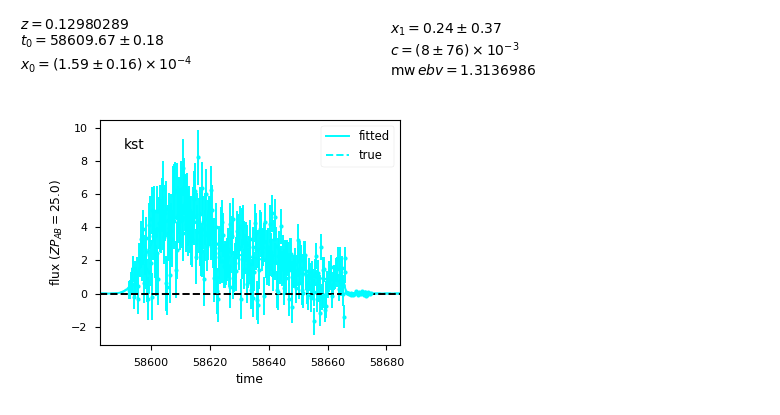 z = 0.12980289
t₀ = 58609.67 ± 0.18
x₀ = (1.59 ± 0.16) × 10⁻⁴
x₁ = 0.24 ± 0.37
c = (8 ± 76) × 10⁻³
mw ebv = 1.3136986
kst
fitted
true
10
8
6
4
2
0
−2
flux (ZP_AB = 25.0)
58600 58620 58640 58660 58680
time